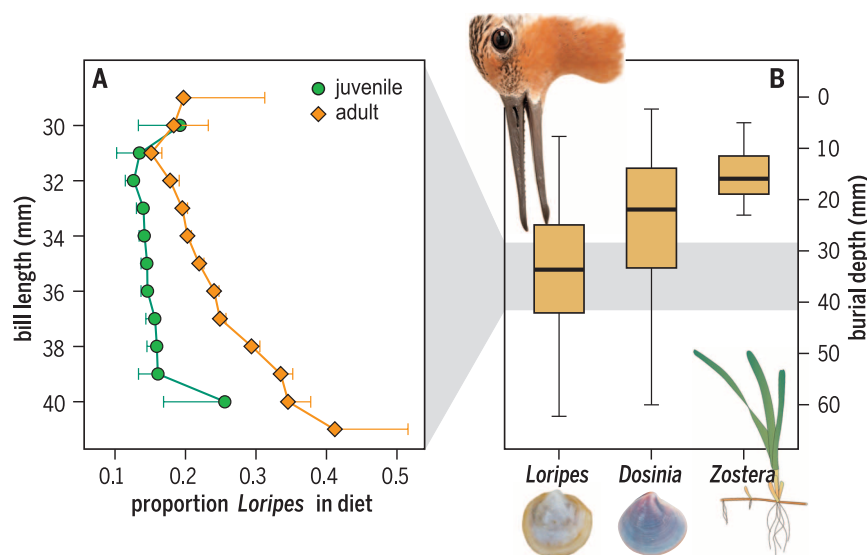 A
juvenile
adult
bill length (mm)
30
32
34
36
38
40
0.1 0.2 0.3 0.4 0.5
proportion Loripes in diet
B
0
10
20
30
40
50
60
burial depth (mm)
Loripes Dosinia Zostera